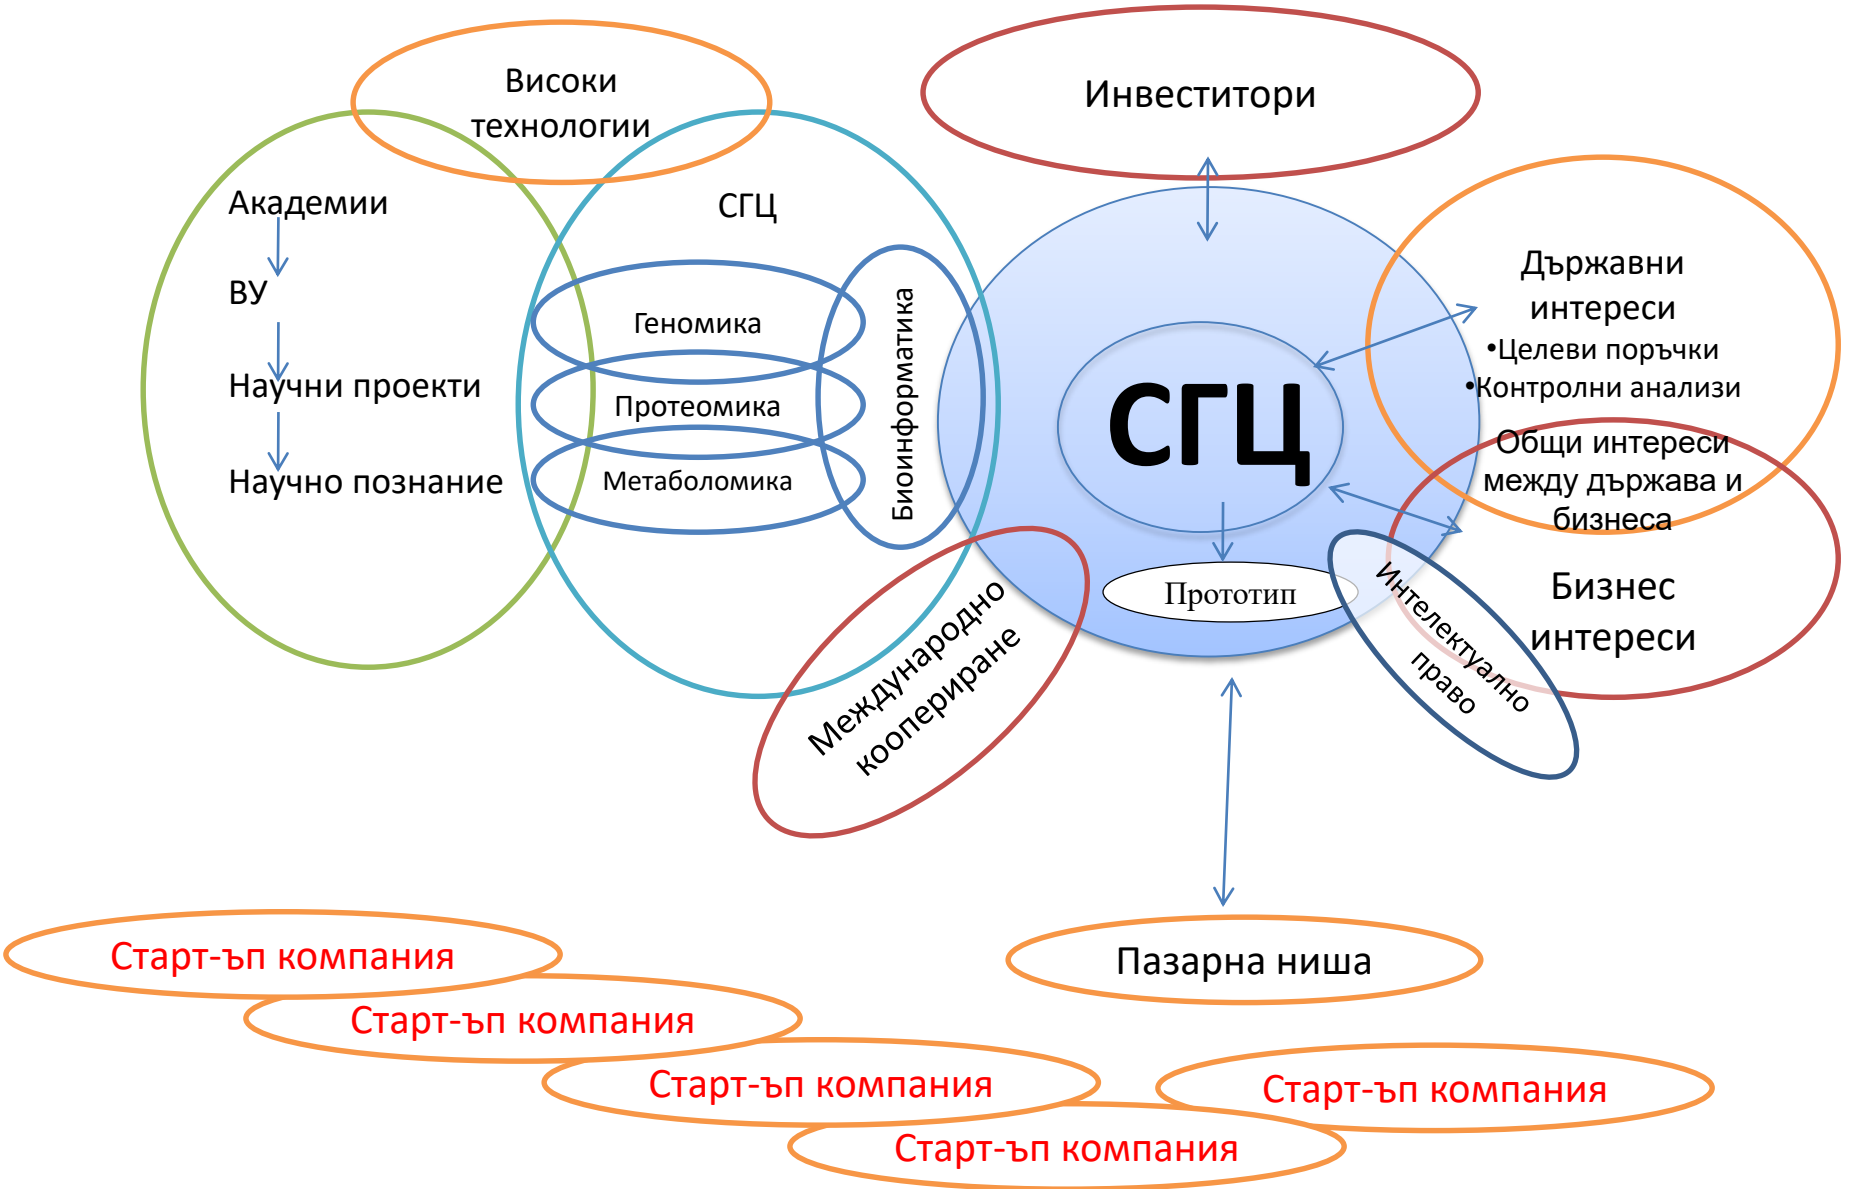 Високи
технологии
Инвеститори
Академии
ВУ
Научни проекти
Научно познание
СГЦ
Геномика
Протеомика
Метаболомика
Биоинформатика
СГЦ
Прототип
Държавни
интереси
•Целеви поръчки
•Контролни анализи
Общи интереси
между държава и
бизнеса
Бизнес
интереси
Интелектуално
право
Международно
коопериране
Пазарна ниша
Старт-ъп компания
Старт-ъп компания
Старт-ъп компания
Старт-ъп компания
Старт-ъп компания